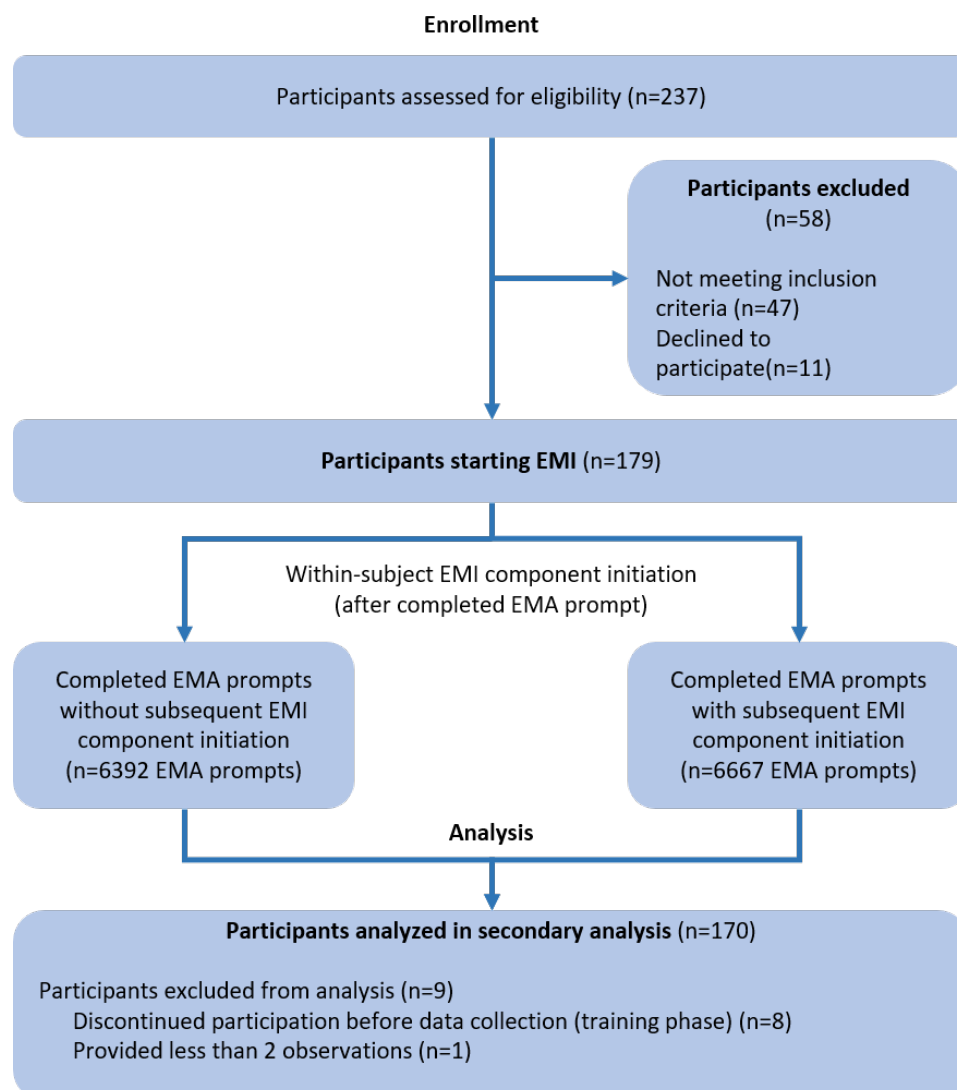 Enrollment
Participants assessed for eligibility (n=237)
Participants excluded
(n=58)
Not meeting inclusion
criteria (n=47)
Declined to
participate(n=11)
Participants starting EMI (n=179)
Within-subject EMI component initiation
(after completed EMA prompt)
Completed EMA prompts
without subsequent EMI
component initiation
(n=6392 EMA prompts)
Completed EMA prompts
with subsequent EMI
component initiation
(n=6667 EMA prompts)
Analysis
Participants analyzed in secondary analysis (n=170)
Participants excluded from analysis (n=9)
Discontinued participation before data collection (training phase) (n=8)
Provided less than 2 observations (n=1)